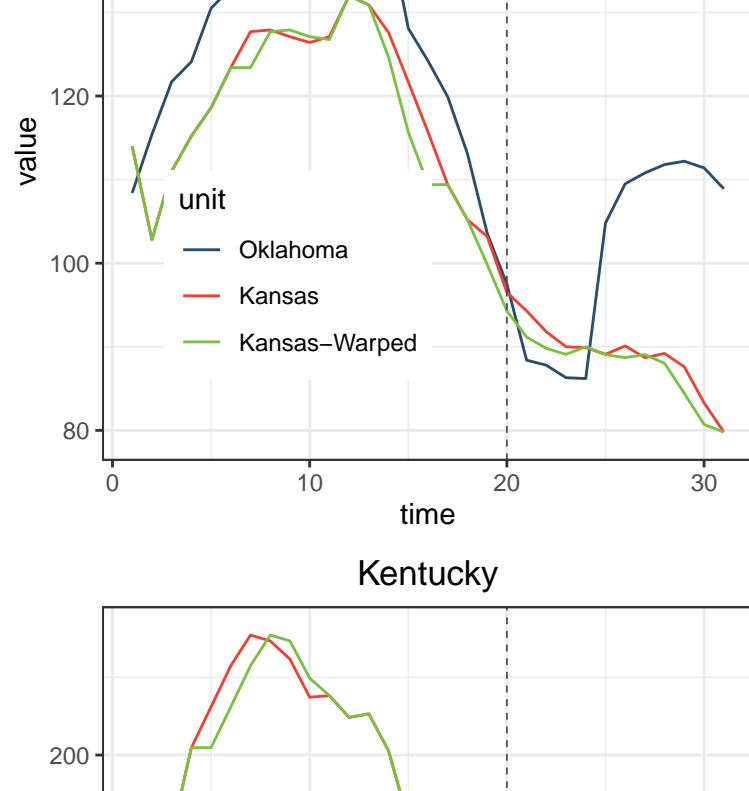 120
value
unit
Oklahoma
100
Kansas
Kansas−Warped
80
0 10 20 30
time
Kentucky
200